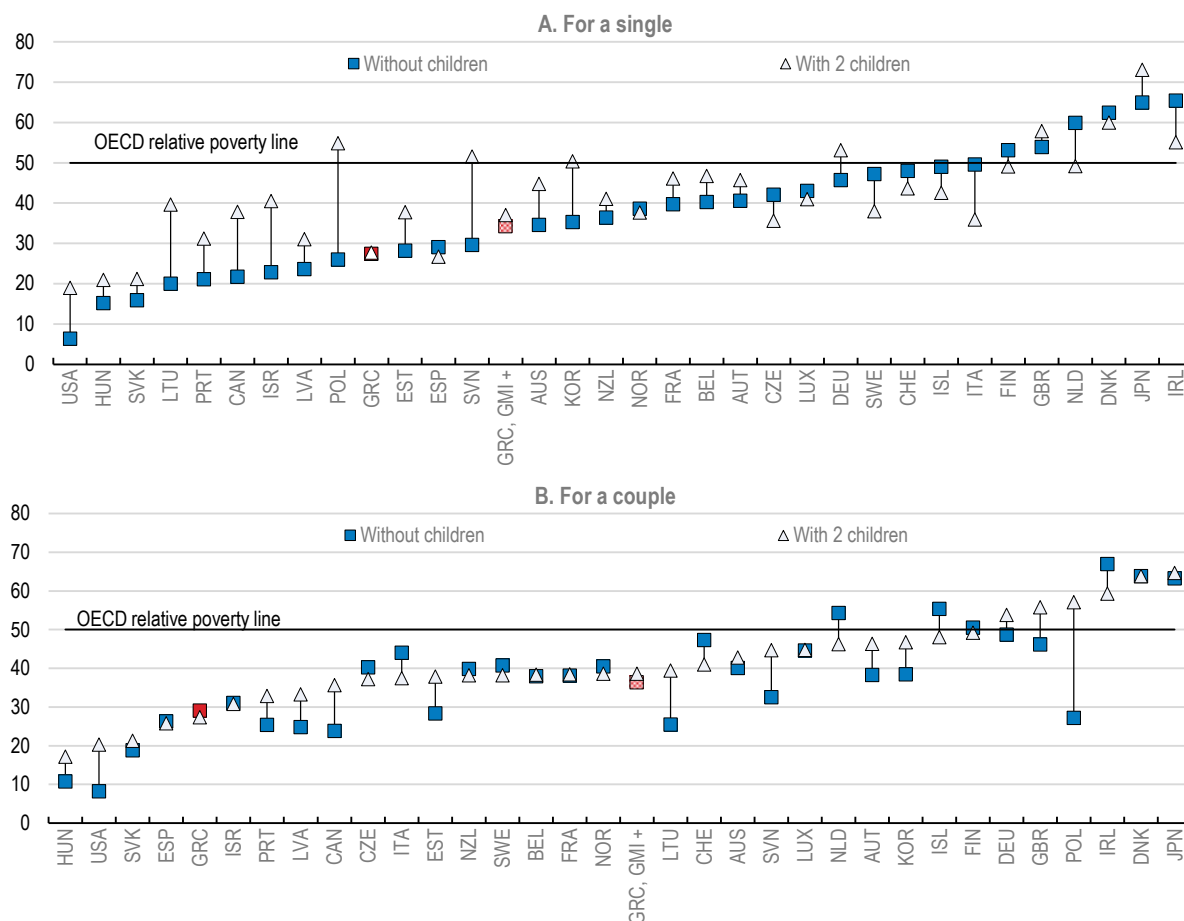 A. For a single
80
70
60
50
40
30
20
10
0
Without children
With 2 children
OECD relative poverty line
USA
HUN
SVK
LTU
PRT
CAN
ISR
LVA
POL
GRC
EST
ESP
SVN
GRC, GMI +
AUS
KOR
NZL
NOR
FRA
BEL
AUT
CZE
LUX
DEU
SWE
CHE
ISL
ITA
FIN
GBR
NLD
DNK
JPN
IRL
B. For a couple
80
70
60
50
40
30
20
10
0
Without children
With 2 children
OECD relative poverty line
HUN
USA
SVK
ESP
GRC
ISR
PRT
LVA
CAN
CZE
ITA
EST
NZL
SWE
BEL
FRA
NOR
GRC, GMI +
LTU
CHE
AUS
SVN
LUX
NLD
AUT
KOR
ISL
FIN
DEU
GBR
POL
IRL
DNK
JPN